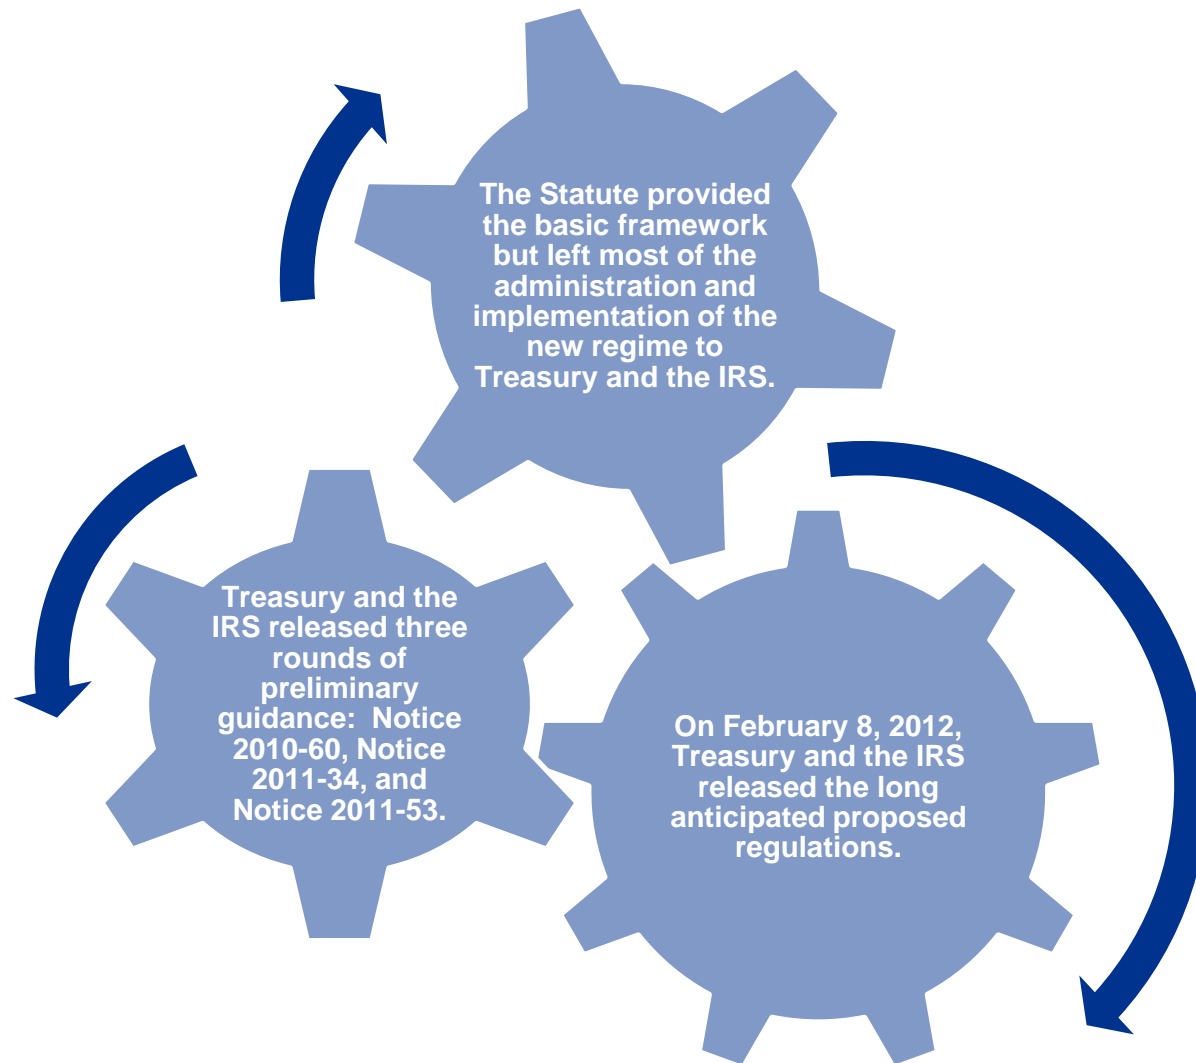 The Statute provided
the basic framework
but left most of the
administration and
implementation of the
new regime to
Treasury and the IRS.
Treasury and the
IRS released three
rounds of
preliminary
guidance:  Notice
2010-60, Notice
2011-34, and
Notice 2011-53.
On February 8, 2012,
Treasury and the IRS
released the long
anticipated proposed
regulations.